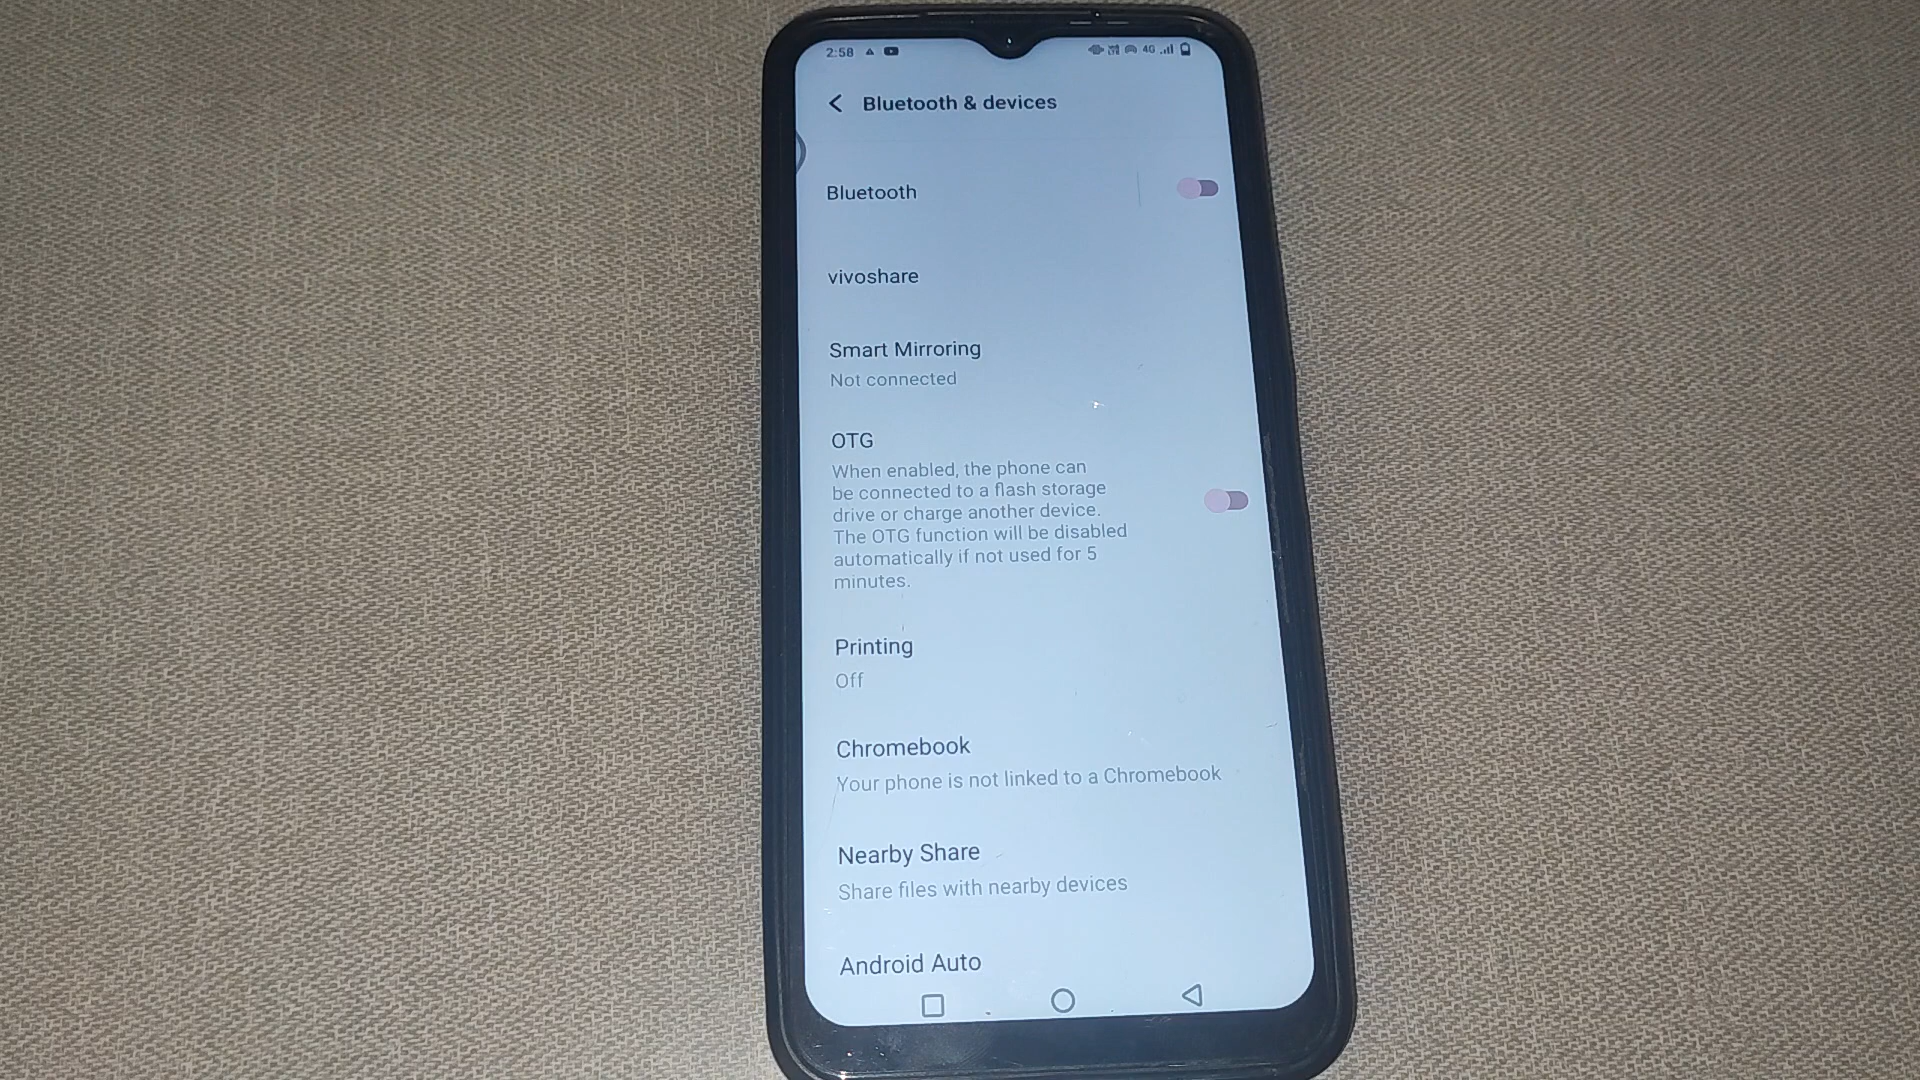 2:58 4G
Bluetooth & devices
Bluetooth
vivoshare
Smart Mirroring
Not connected
OTG
When enabled, the phone can
be connected to a flash storage
drive or charge another device.
The OTG function will be disabled
automatically if not used for 5
minutes.
Printing
Off
Chromebook
Your phone is not linked to a Chromebook
Nearby Share
Share files with nearby devices
Android Auto